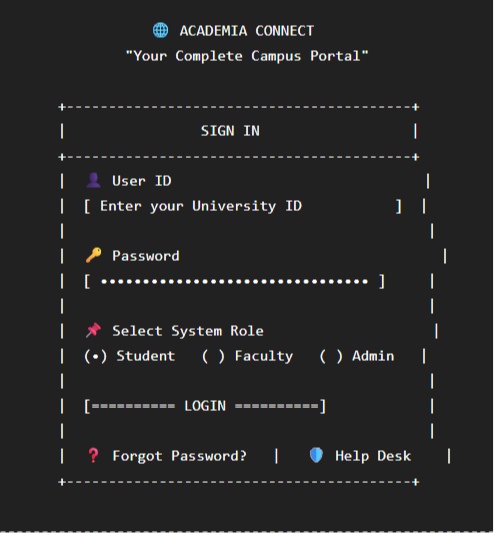 🌐 ACADEMIA CONNECT
"Your Complete Campus Portal"
+-----------------------------------------+
|                SIGN IN                  |
+-----------------------------------------+
|  👤 User ID                              |
|  [ Enter your University ID           ]  |
|                                           |
|  🔑 Password                               |
|  [ •••••••••••••••••••••••••••••••• ]     |
|                                           |
|  📌 Select System Role                    |
|  (•) Student   ( ) Faculty   ( ) Admin   |
|                                           |
|  [========== LOGIN ==========]            |
|                                           |
|  ❓ Forgot Password?   |   🛡️ Help Desk    |
+-----------------------------------------+